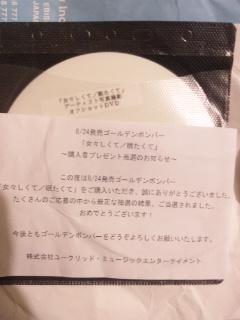 「女々しくて／眠たくて」
アーティスト写真撮影
オフショットDVD
8/24発売ゴールデンボンバー
「女々しくて／眠たくて」
～購入者プレゼント抽選のお知らせ～
この度は8/24発売ゴールデンボンバー
「女々しくて／眠たくて」をご購入いただき、誠にありがとうございました。
たくさんのご応募の中から厳正な抽選の結果、ご当選されました。
おめでとうございます！
今後ともゴールデンボンバーをどうぞよろしくお願いいたします。
株式会社ユークリッド・ミュージックエンターテイメント